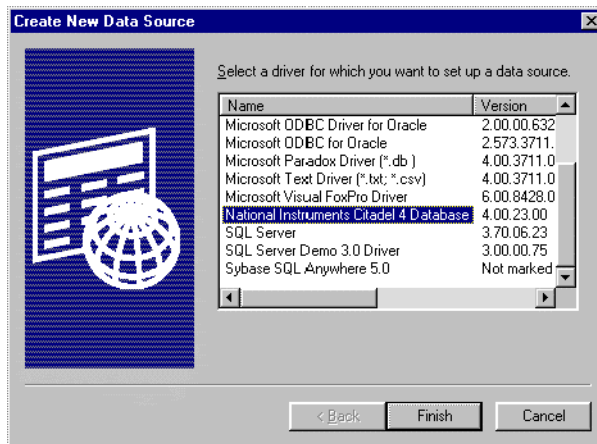 Create New Data Source
Select a driver for which you want to set up a data source.
Name Version
Microsoft ODBC Driver for Oracle 2.00.00.632
Microsoft ODBC for Oracle 2.573.3711.
Microsoft Paradox Driver (*.db ) 4.00.3711.0
Microsoft Text Driver (*.txt; *.csv) 4.00.3711.0
Microsoft Visual FoxPro Driver 6.00.8428.0
National Instruments Citadel 4 Database 4.00.23.00
SQL Server 3.70.06.23
SQL Server Demo 3.0 Driver 3.00.00.75
Sybase SQL Anywhere 5.0 Not marked
< Back Finish Cancel